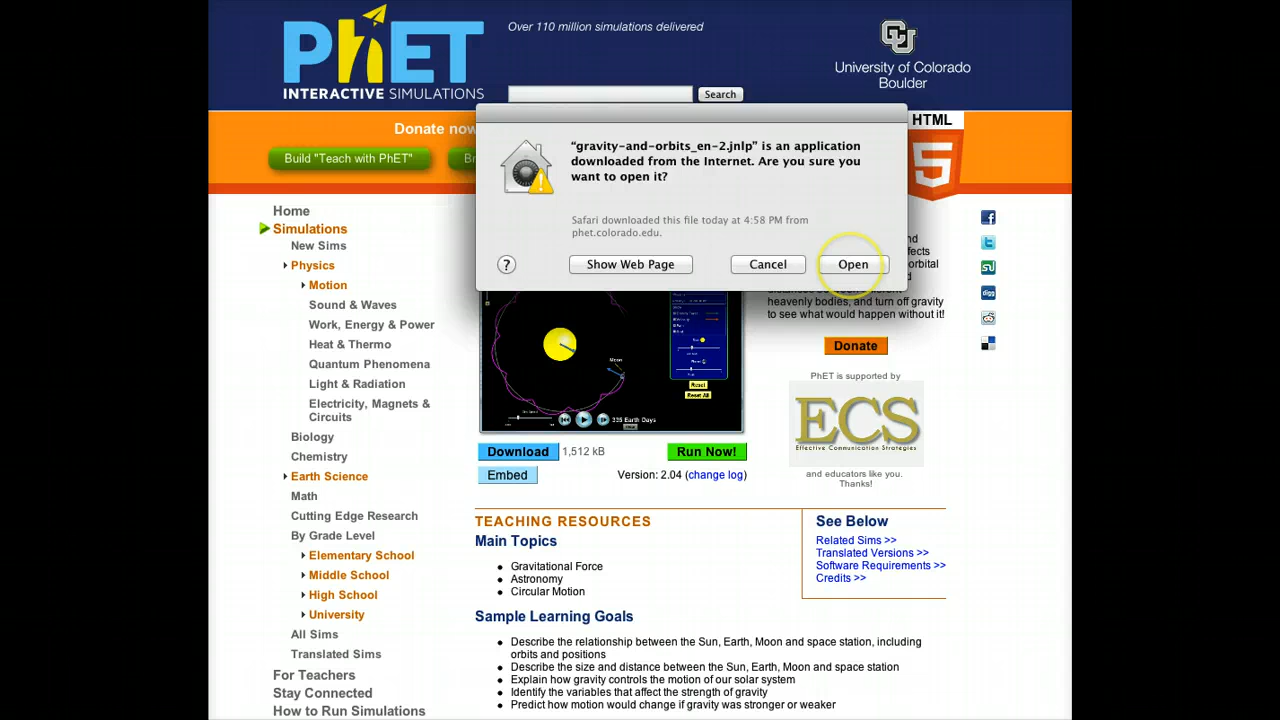 PhET
INTERACTIVE SIMULATIONS
Over 110 million simulations delivered
Search
CU
University of Colorado
Boulder
Donate now
Build "Teach with PhET"
Br
HTML
5
"gravity-and-orbits_en-2.jnlp" is an application
downloaded from the Internet. Are you sure you
want to open it?
Safari downloaded this file today at 4:58 PM from
phet.colorado.edu.
?
Show Web Page
Cancel
Open
Home
Simulations
New Sims
Physics
Motion
Sound & Waves
Work, Energy & Power
Heat & Thermo
Quantum Phenomena
Light & Radiation
Electricity, Magnets &
Circuits
Biology
Chemistry
Earth Science
Math
Cutting Edge Research
By Grade Level
Elementary School
Middle School
High School
University
All Sims
Translated Sims
For Teachers
Stay Connected
How to Run Simulations
heavenly bodies, and turn off gravity
to see what would happen without it!
Donate
PhET is supported by
ECS
Effective Communication Strategies
and educators like you.
Thanks!
digg
Moon
Reset
Reset All
335 Earth Days
Download
1,512 kB
Run Now!
Embed
Version: 2.04 (change log)
TEACHING RESOURCES
Main Topics
Gravitational Force
Astronomy
Circular Motion
See Below
Related Sims >>
Translated Versions >>
Software Requirements >>
Credits >>
Sample Learning Goals
Describe the relationship between the Sun, Earth, Moon and space station, including
orbits and positions
Describe the size and distance between the Sun, Earth, Moon and space station
Explain how gravity controls the motion of our solar system
Identify the variables that affect the strength of gravity
Predict how motion would change if gravity was stronger or weaker